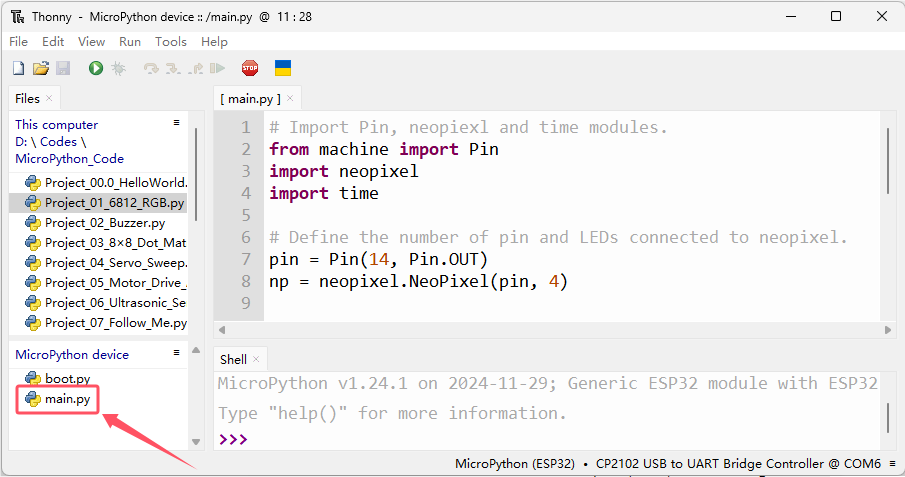 Thonny - MicroPython device :: /main.py @ 11 : 28
File Edit View Run Tools Help
STOP
Files ×
This computer ≡
D: \ Codes \
MicroPython_Code
Project_00.0_HelloWorld.
Project_01_6812_RGB.py
Project_02_Buzzer.py
Project_03_8×8_Dot_Mat
Project_04_Servo_Sweep.
Project_05_Motor_Drive_
Project_06_Ultrasonic_Se
Project_07_Follow_Me.py
MicroPython device ≡
boot.py
main.py
[ main.py ] ×
1 # Import Pin, neopiexl and time modules.
2 from machine import Pin
3 import neopixel
4 import time
5
6 # Define the number of pin and LEDs connected to neopixel.
7 pin = Pin(14, Pin.OUT)
8 np = neopixel.NeoPixel(pin, 4)
9
Shell ×
MicroPython v1.24.1 on 2024-11-29; Generic ESP32 module with ESP32
Type "help()" for more information.
>>>
MicroPython (ESP32) • CP2102 USB to UART Bridge Controller @ COM6 ≡